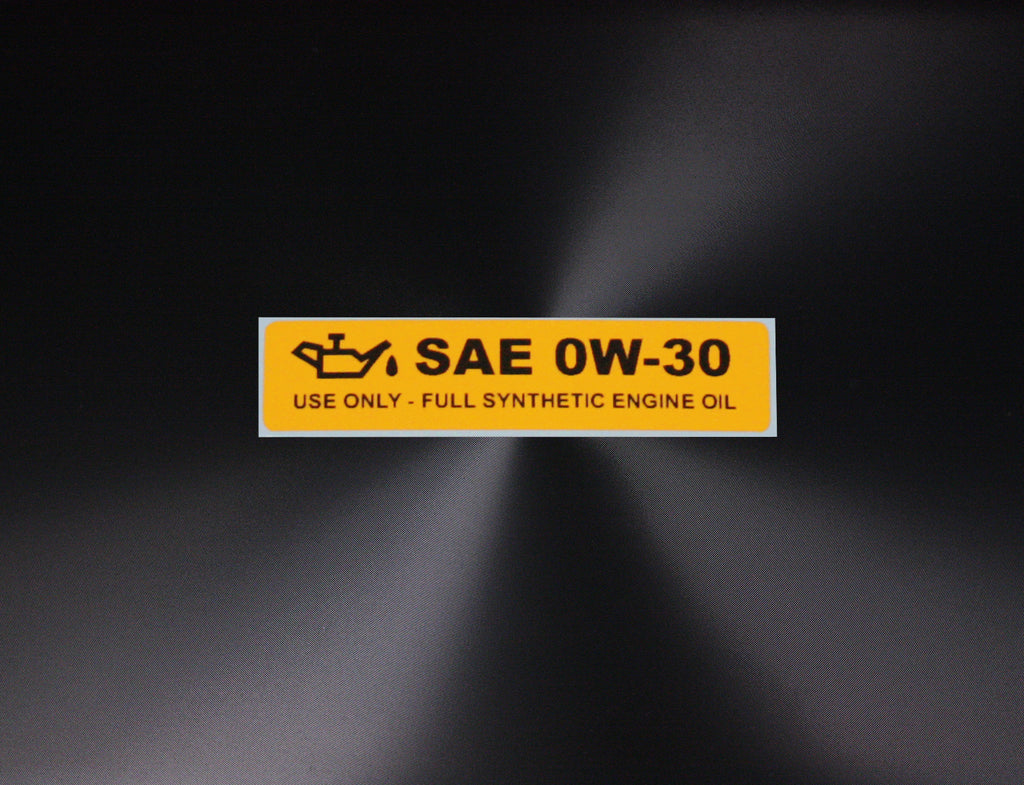 SAE 0W-30
USE ONLY - FULL SYNTHETIC ENGINE OIL